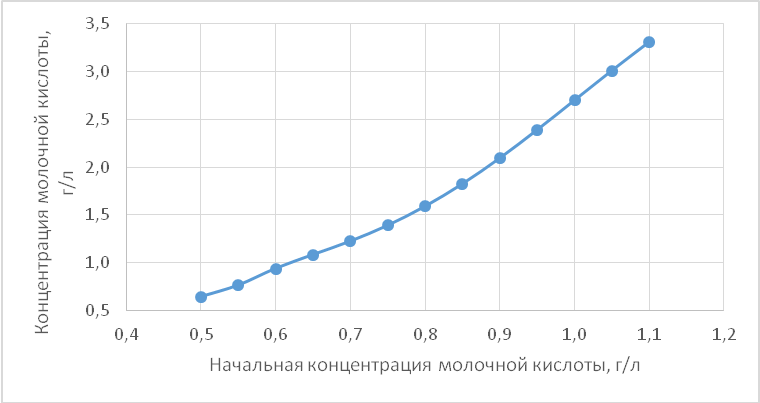 Концентрация молочной кислоты,
г/л
3,5
3,0
2,5
2,0
1,5
1,0
0,5
0,4 0,5 0,6 0,7 0,8 0,9 1,0 1,1 1,2
Начальная концентрация молочной кислоты, г/л